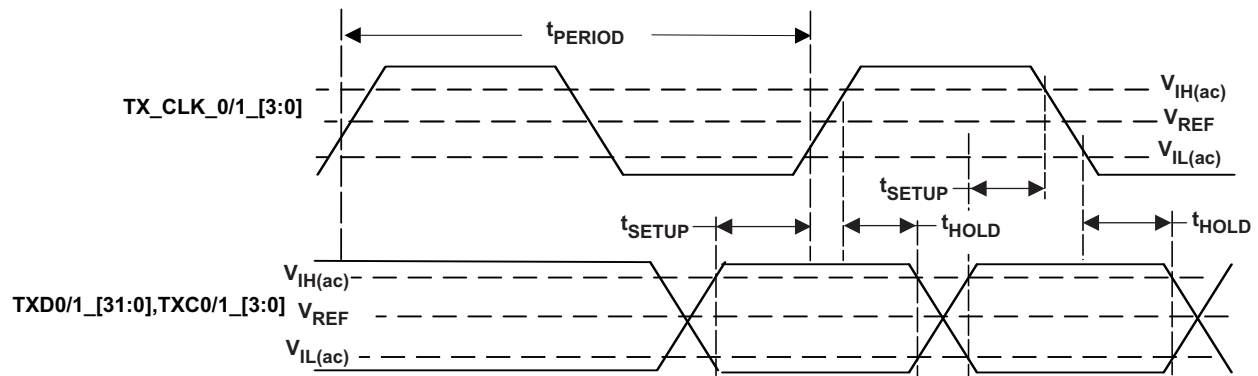 tPERIOD
TX_CLK_0/1_[3:0]
VIH(ac)
VREF
VIL(ac)
tSETUP
tSETUP
tHOLD
tHOLD
VIH(ac)
TXD0/1_[31:0],TXC0/1_[3:0]
VREF
VIL(ac)